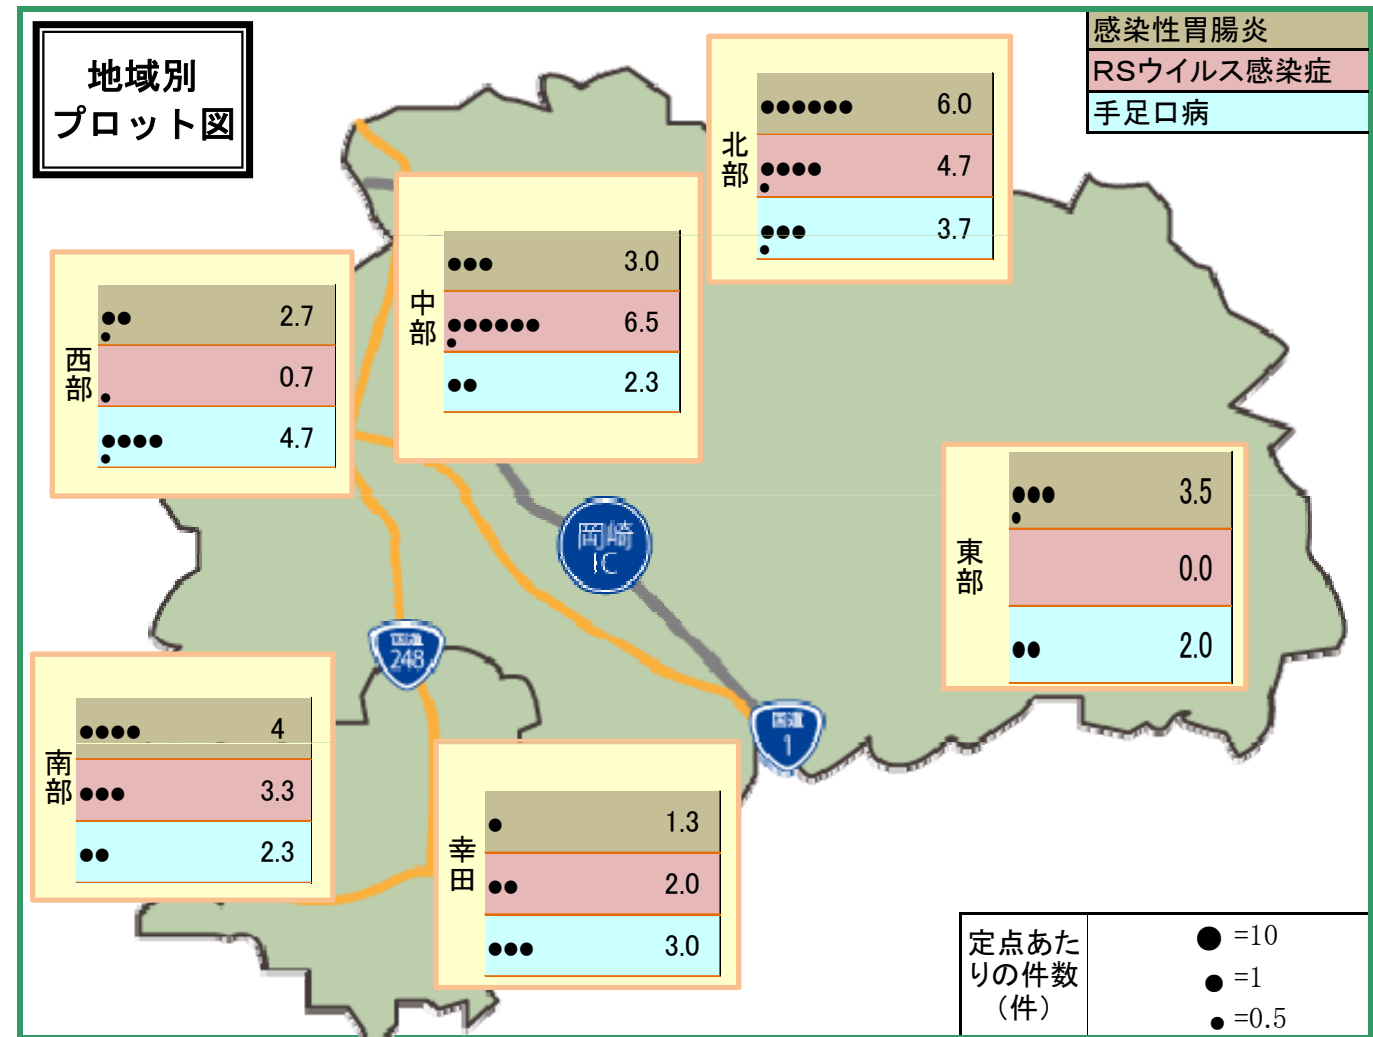 地域別
プロット図
感染性胃腸炎
RSウイルス感染症
手足口病
北部
6.0
4.7
3.7
中部
3.0
6.5
2.3
西部
2.7
0.7
4.7
東部
3.5
0.0
2.0
岡崎
IC
国道
248
国道
1
南部
4
3.3
2.3
幸田
1.3
2.0
3.0
定点あた
りの件数
（件）
=10
=1
=0.5